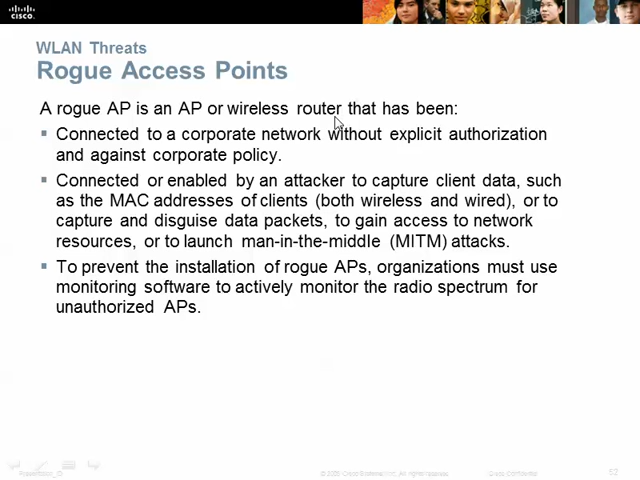 CISCO
WLAN Threats
Rogue Access Points
A rogue AP is an AP or wireless router that has been:
Connected to a corporate network without explicit authorization
and against corporate policy.
Connected or enabled by an attacker to capture client data, such
as the MAC addresses of clients (both wireless and wired), or to
capture and disguise data packets, to gain access to network
resources, or to launch man-in-the-middle (MITM) attacks.
To prevent the installation of rogue APs, organizations must use
monitoring software to actively monitor the radio spectrum for
unauthorized APs.
Presentation_ID
Cisco Systems, Inc. All rights reserved.
Cisco Confidential